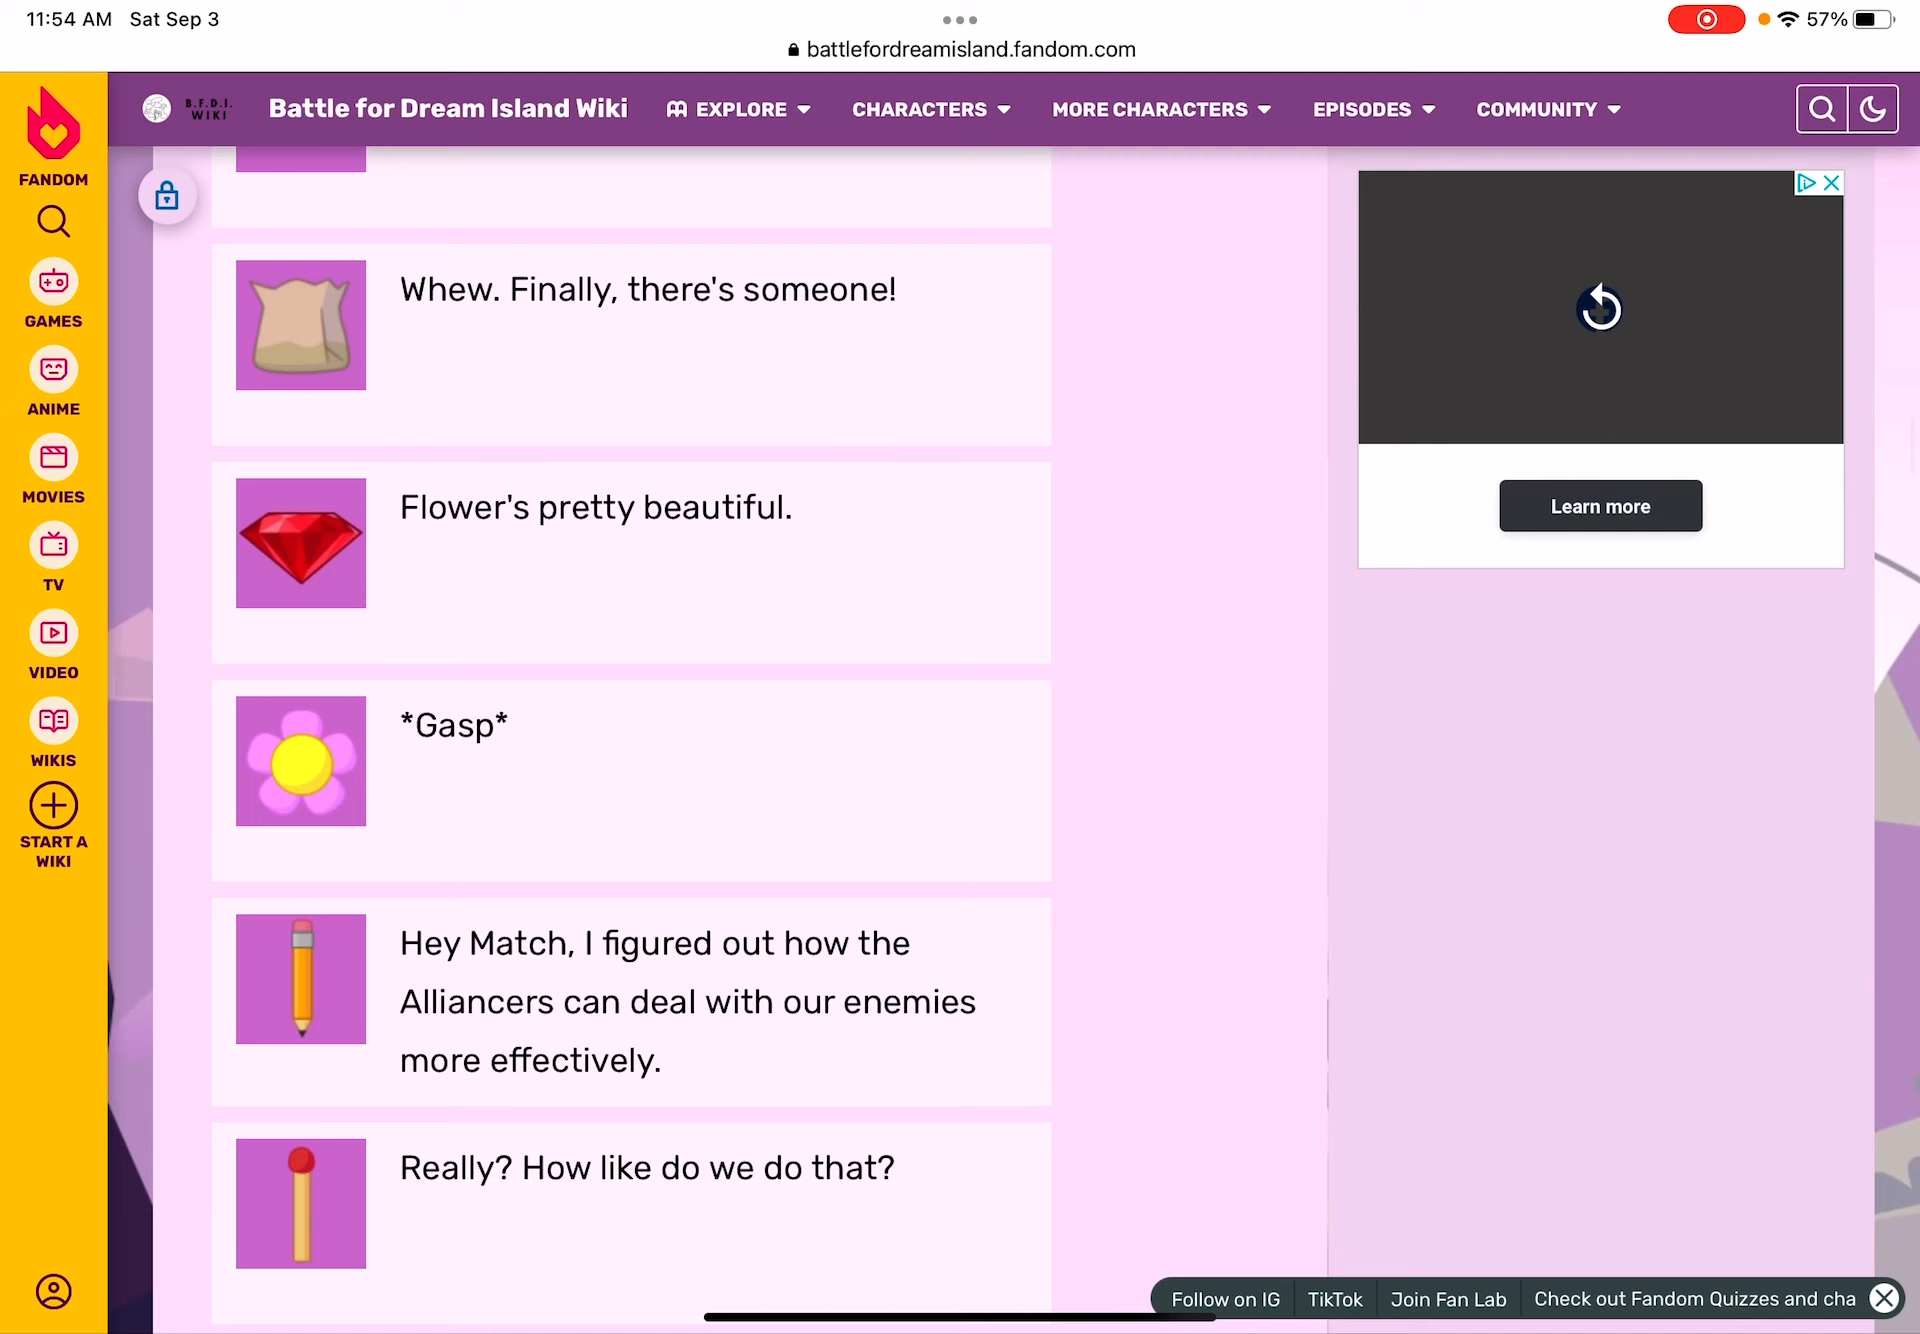 11:54 AM Sat Sep 3
57%
battlefordreamisland.fandom.com
B.F.D.I.
WIKI
Battle for Dream Island Wiki
EXPLORE
CHARACTERS
MORE CHARACTERS
EPISODES
COMMUNITY
FANDOM
GAMES
ANIME
MOVIES
TV
VIDEO
WIKIS
START A
WIKI
Whew. Finally, there's someone!
Flower's pretty beautiful.
*Gasp*
Hey Match, I figured out how the
Alliancers can deal with our enemies
more effectively.
Really? How like do we do that?
Learn more
Follow on IG
TikTok
Join Fan Lab
Check out Fandom Quizzes and cha